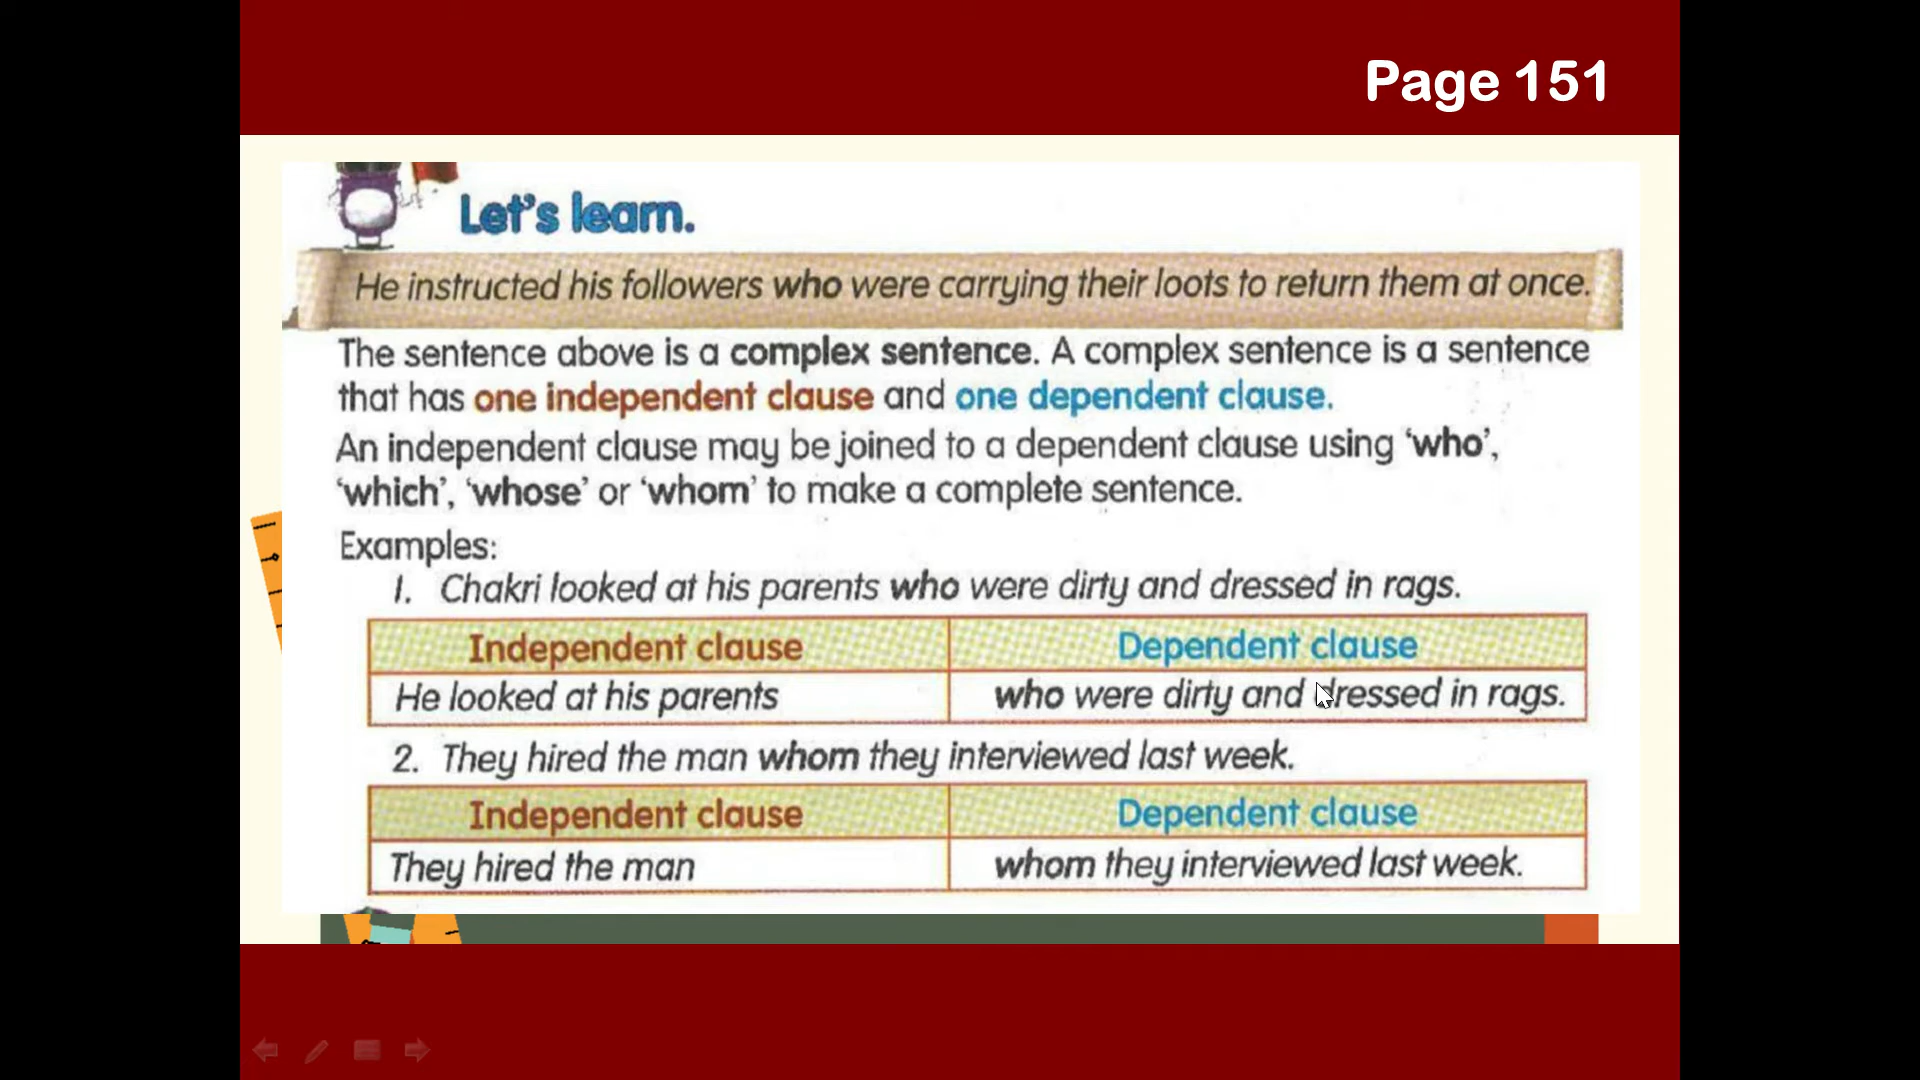 Page 151
Let's learn.
He instructed his followers who were carrying their loots to return them at once.
The sentence above is a complex sentence. A complex sentence is a sentence
that has one independent clause and one dependent clause.
An independent clause may be joined to a dependent clause using ‘who’,
‘which’, ‘whose’ or ‘whom’ to make a complete sentence.
Examples:
1. Chakri looked at his parents who were dirty and dressed in rags.
Independent clause Dependent clause
He looked at his parents who were dirty and dressed in rags.
2. They hired the man whom they interviewed last week.
Independent clause Dependent clause
They hired the man whom they interviewed last week.